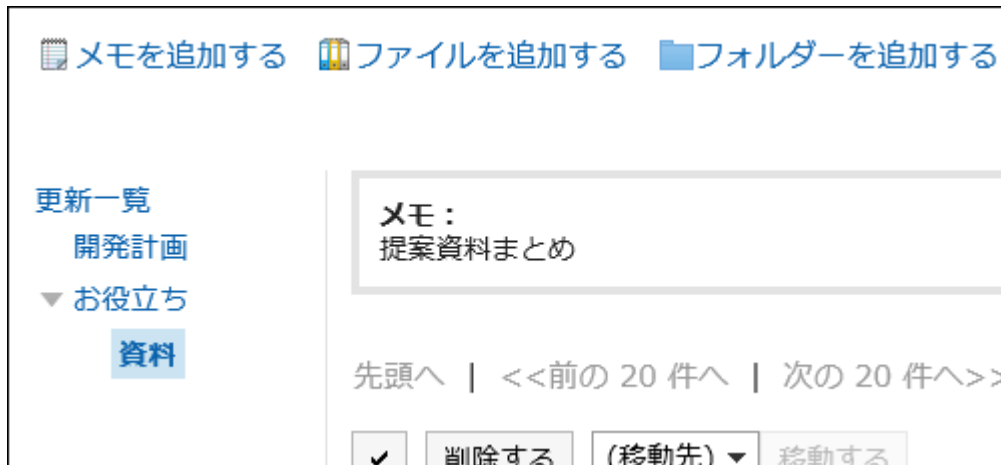 メモを追加する ファイルを追加する フォルダーを追加する
更新一覧
開発計画
お役立ち
資料
メモ：
提案資料まとめ
先頭へ | <<前の 20 件へ | 次の 20 件へ>>
削除する (移動先) 移動する